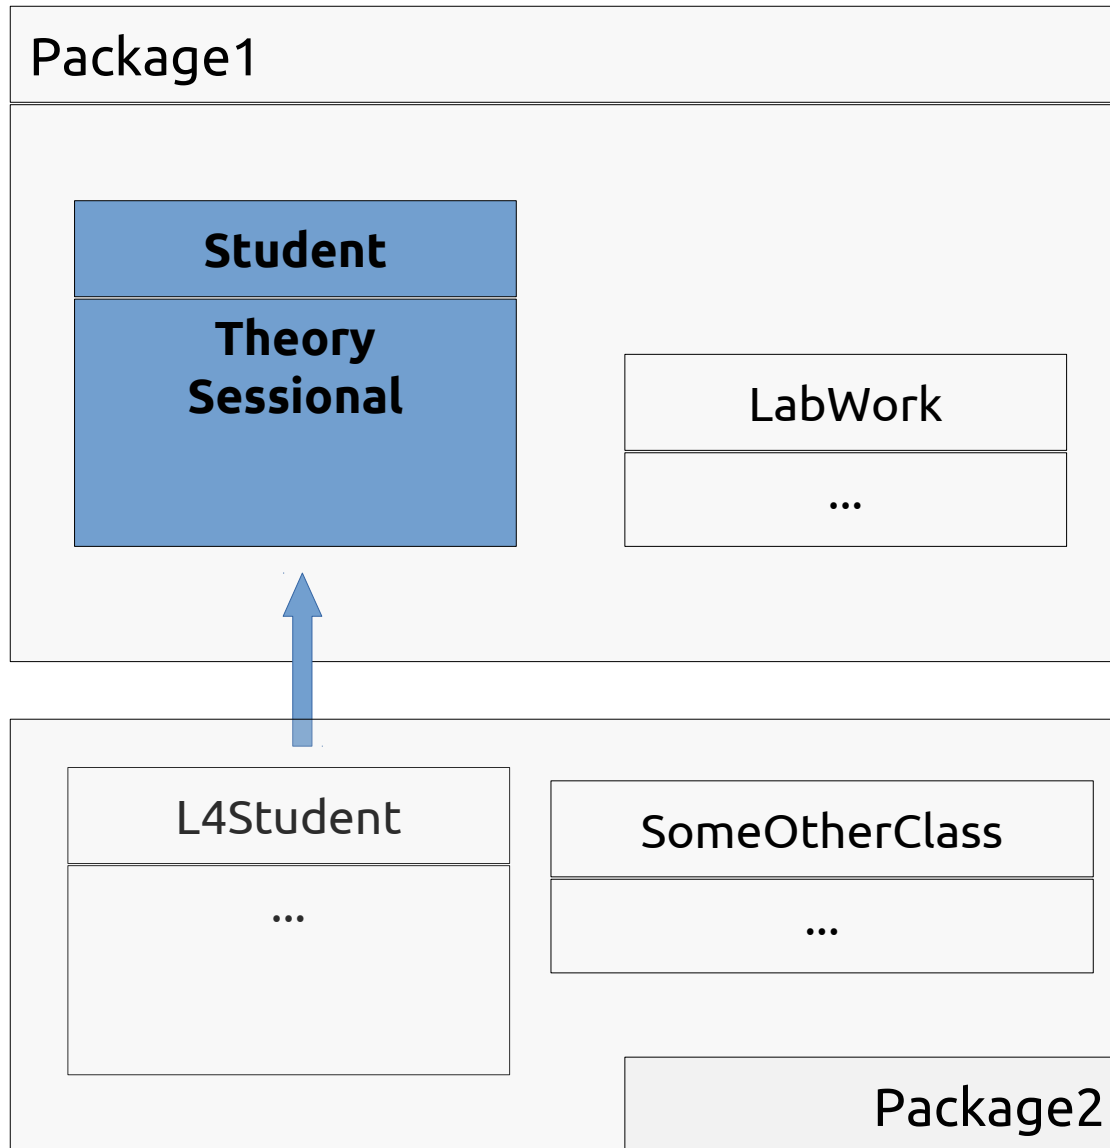 Package1
Student
Theory
Sessional
LabWork
...
L4Student
...
SomeOtherClass
...
Package2